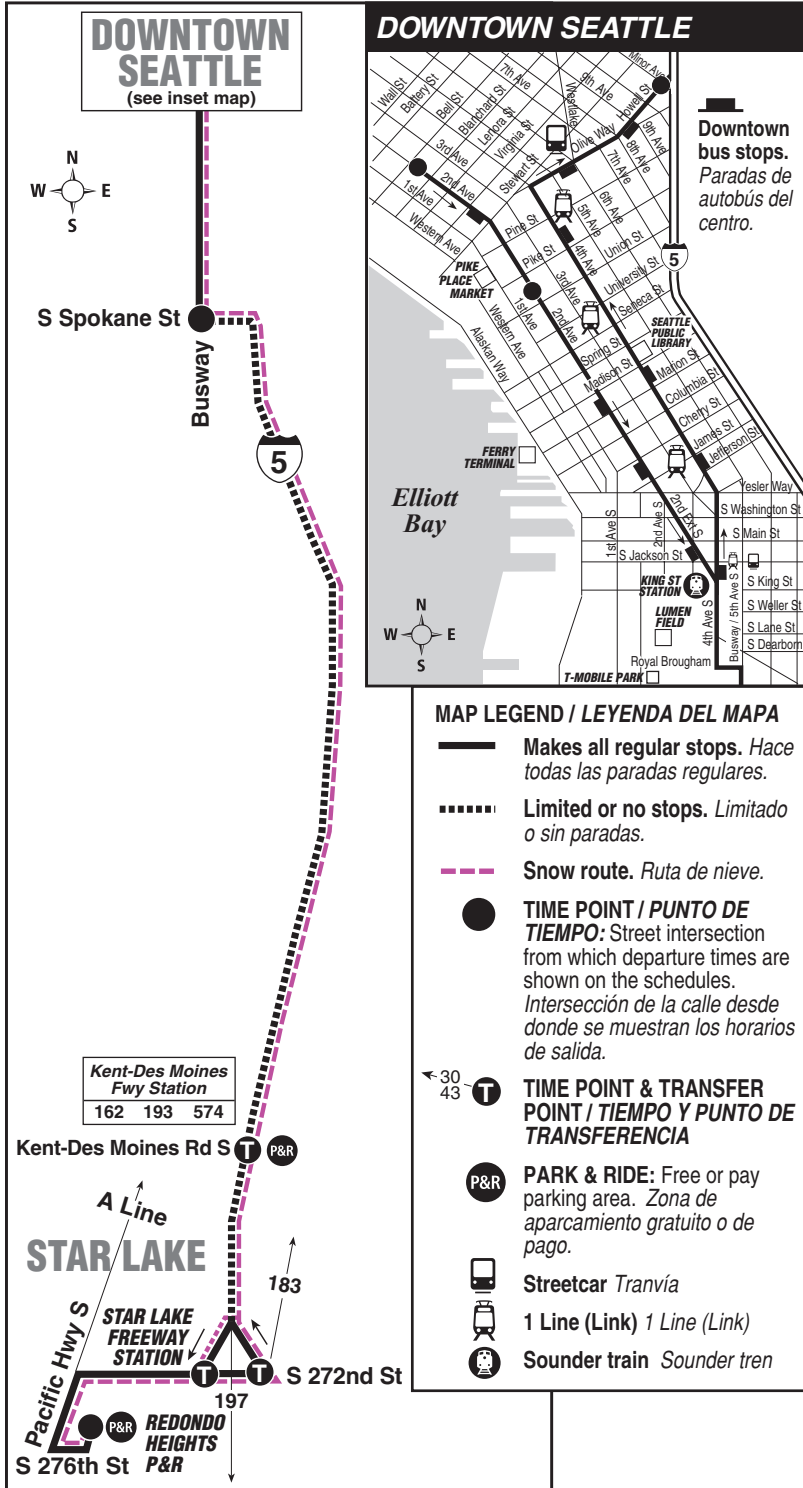 DOWNTOWN
SEATTLE
(see inset map)
N
W
E
S
S Spokane St
Busway
5
Kent-Des Moines
Fwy Station
162 193 574
Kent-Des Moines Rd S
T
P&R
A Line
STAR LAKE
183
STAR LAKE
FREEWAY
STATION
T
T
S 272nd St
197
Pacific Hwy S
P&R
REDONDO
HEIGHTS
P&R
S 276th St
DOWNTOWN SEATTLE
Wall St
Battery St
Bell St
Blanchard St
Lenora St
Virginia St
7th Ave
Westlake
9th Ave
Minor Ave
Howell St
Olive Way
9th Ave
8th Ave
7th Ave
Stewart St
3rd Ave
2nd Ave
1st Ave
Western Ave
Pine St
Pike St
6th Ave
5th Ave
4th Ave
Union St
University St
Seneca St
5
PIKE
PLACE
MARKET
1st Ave
3rd Ave
2nd Ave
Western Ave
Alaskan Way
SEATTLE
PUBLIC
LIBRARY
Spring St
Madison St
Marion St
Columbia St
Cherry St
James St
Jefferson St
FERRY
TERMINAL
Elliott
Bay
Yesler Way
S Washington St
S Main St
1st Ave S
2nd Ave S
2nd Ext S
S Jackson St
KING ST
STATION
S King St
S Weller St
S Lane St
S Dearborn
LUMEN
FIELD
4th Ave S
Busway / 5th Ave S
Royal Brougham
T-MOBILE PARK
N
W
E
S
Downtown
bus stops.
Paradas de
autobús del
centro.
MAP LEGEND / LEYENDA DEL MAPA
Makes all regular stops. Hace
todas las paradas regulares.
Limited or no stops. Limitado
o sin paradas.
Snow route. Ruta de nieve.
TIME POINT / PUNTO DE
TIEMPO: Street intersection
from which departure times are
shown on the schedules.
Intersección de la calle desde
donde se muestran los horarios
de salida.
30
43
T
TIME POINT & TRANSFER
POINT / TIEMPO Y PUNTO DE
TRANSFERENCIA
P&R
PARK & RIDE: Free or pay
parking area. Zona de
aparcamiento gratuito o de
pago.
Streetcar Tranvía
1 Line (Link) 1 Line (Link)
Sounder train Sounder tren